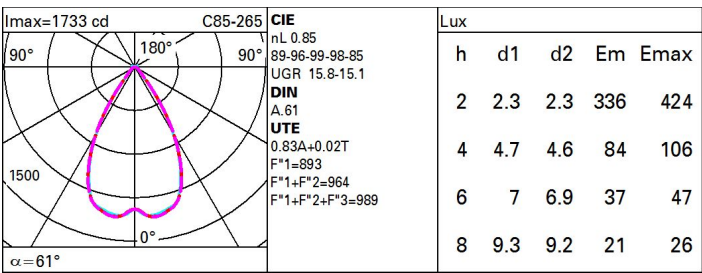 Imax=1733 cd C85-265
180°
90° 90°
1500
0°
α=61°
CIE
nL 0.85
89-96-99-98-85
UGR 15.8-15.1
DIN
A.61
UTE
0.83A+0.02T
F"1=893
F"1+F"2=964
F"1+F"2+F"3=989
Lux
h d1 d2 Em Emax
2 2.3 2.3 336 424
4 4.7 4.6 84 106
6 7 6.9 37 47
8 9.3 9.2 21 26